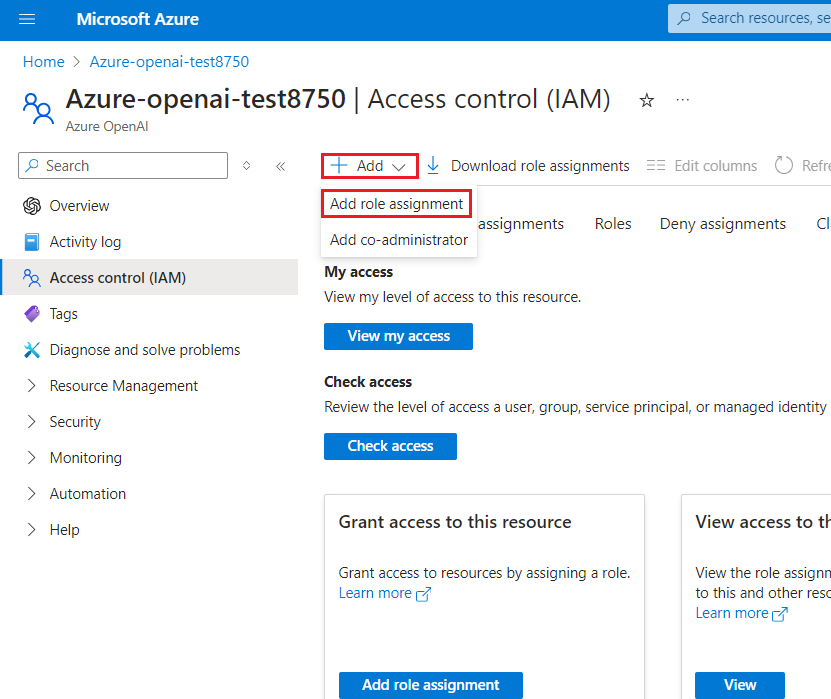 Microsoft Azure
Search resources, se
Home > Azure-openai-test8750
Azure-openai-test8750 | Access control (IAM)
Azure OpenAI
Search
Add
Download role assignments
Edit columns
Refre
Add role assignment
Add co-administrator
assignments
Roles
Deny assignments
Cl
Overview
Activity log
Access control (IAM)
Tags
Diagnose and solve problems
Resource Management
Security
Monitoring
Automation
Help
My access
View my level of access to this resource.
View my access
Check access
Review the level of access a user, group, service principal, or managed identity
Check access
Grant access to this resource
Grant access to resources by assigning a role.
Learn more
Add role assignment
View access to th
View the role assignm
to this and other reso
Learn more
View